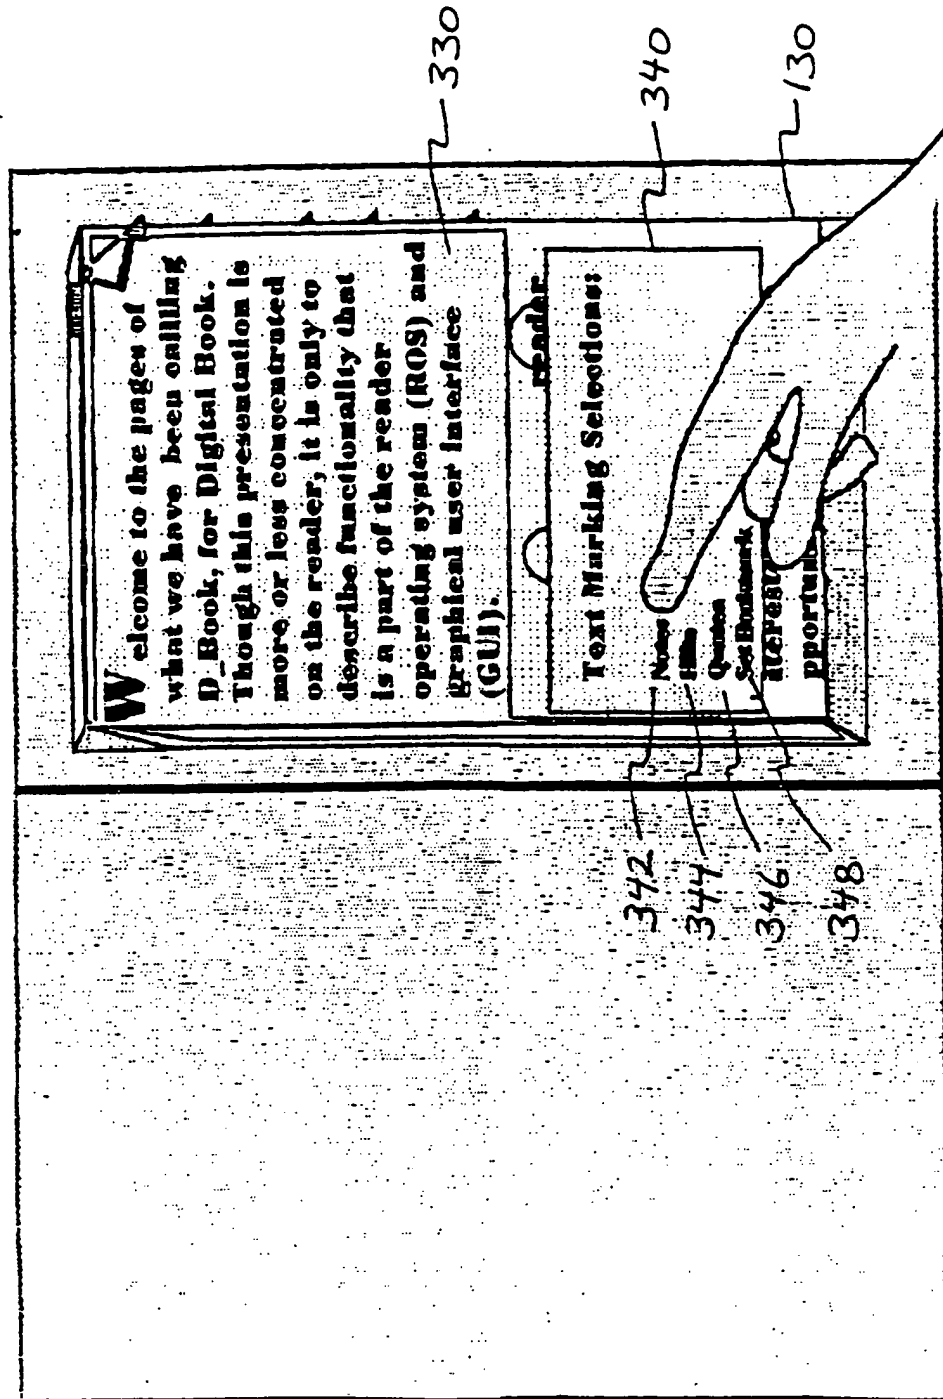 Welcome to the pages of
what we have been callling
D_Book, for Digital Book.
Though this presentation is
more or less concentrated
on the reader, it is only to
describe functionality that
is a part of the reader
operating system (ROS) and
graphical user interface
(GUI).
reader
Text Marking Selections:
Notes
Quotes
Set Bookmark
330
340
130
342
344
346
348